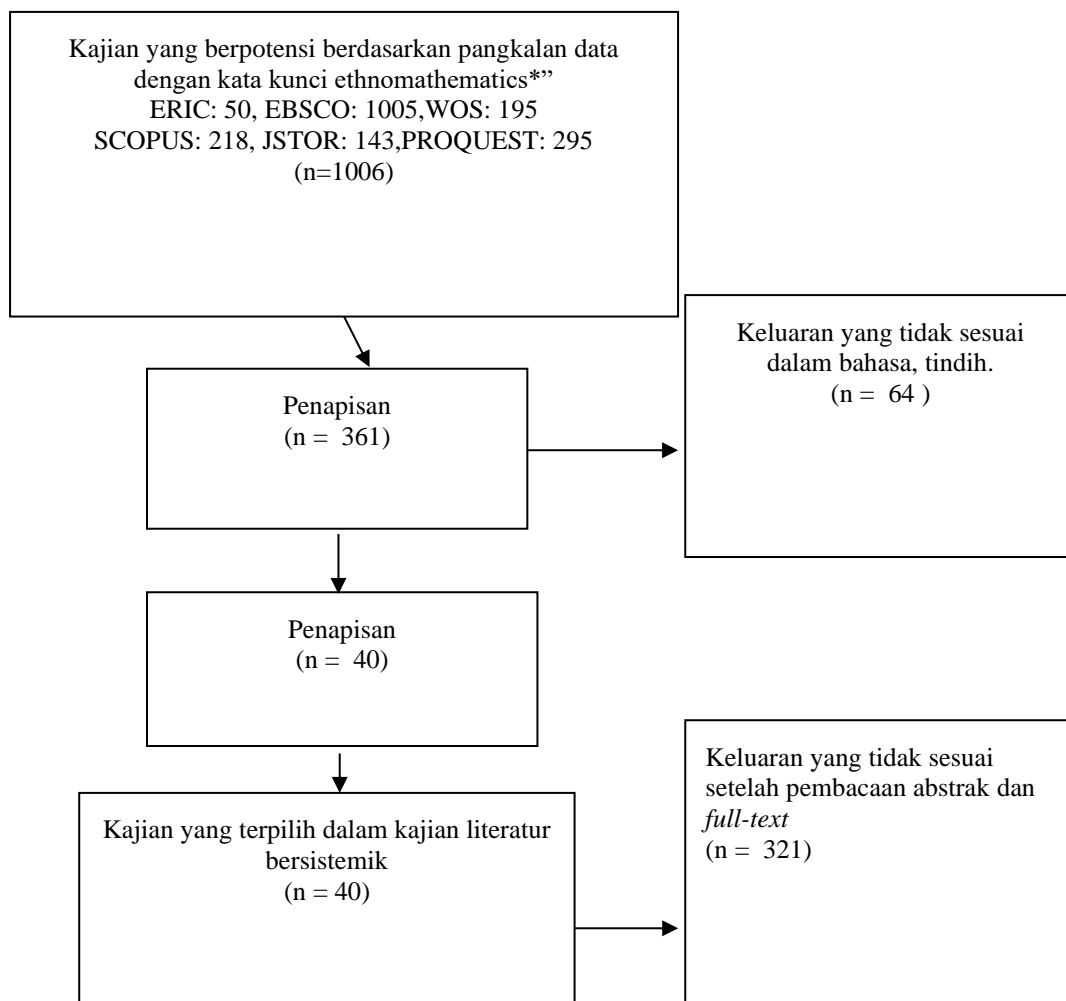 Kajian yang berpotensi berdasarkan pangkalan data
dengan kata kunci ethnomathematics*”
ERIC: 50, EBSCO: 1005,WOS: 195
SCOPUS: 218, JSTOR: 143,PROQUEST: 295
(n=1006)
Keluaran yang tidak sesuai
dalam bahasa, tindih.
(n = 64 )
Penapisan
(n = 361)
Penapisan
(n = 40)
Keluaran yang tidak sesuai
setelah pembacaan abstrak dan
full-text
(n = 321)
Kajian yang terpilih dalam kajian literatur
bersistemik
(n = 40)